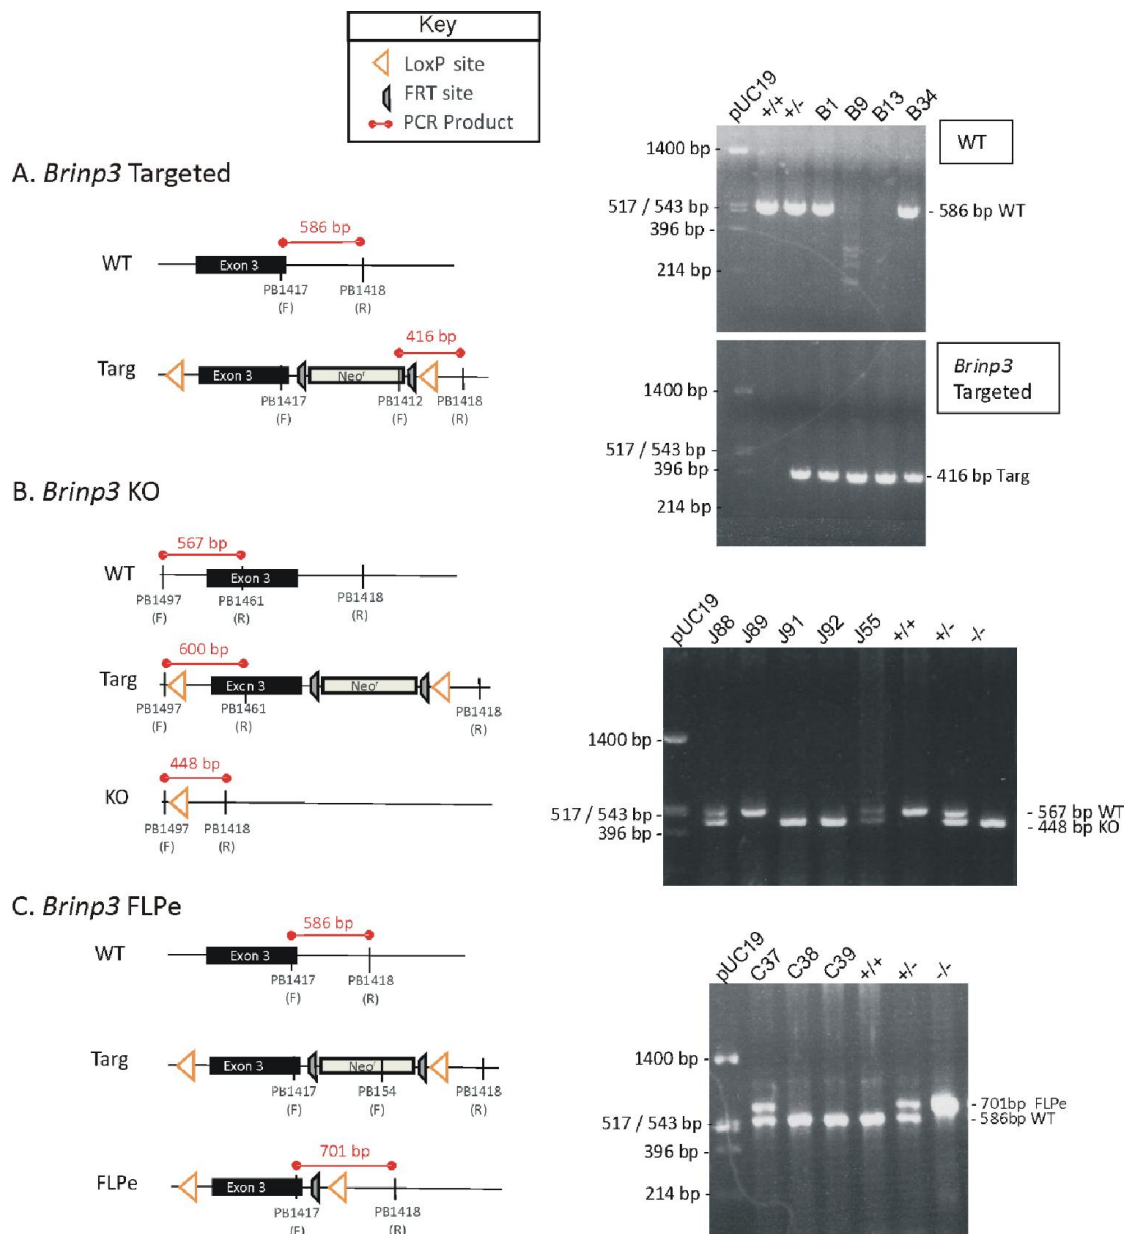 Key
LoxP site
FRT site
PCR Product
A. Brinp3 Targeted
586 bp
WT
Exon 3
PB1417
(F)
PB1418
(R)
416 bp
Targ
Exon 3
Neoʳ
PB1417
(F)
PB1412
(F)
PB1418
(R)
pUC19
+/+
+/-
B1
B9
B13
B34
WT
1400 bp -
517 / 543 bp -
396 bp -
214 bp -
- 586 bp WT
Brinp3
Targeted
1400 bp -
517 / 543 bp -
396 bp -
214 bp -
- 416 bp Targ
B. Brinp3 KO
567 bp
WT
Exon 3
PB1497
(F)
PB1461
(R)
PB1418
(R)
600 bp
Targ
Exon 3
Neoʳ
PB1497
(F)
PB1461
(R)
PB1418
(R)
448 bp
KO
PB1497
(F)
PB1418
(R)
pUC19
J88
J89
J91
J92
J55
+/+
+/-
-/-
1400 bp -
517 / 543 bp -
396 bp -
- 567 bp WT
- 448 bp KO
C. Brinp3 FLPe
586 bp
WT
Exon 3
PB1417
(F)
PB1418
(R)
Targ
Exon 3
Neoʳ
PB1417
(F)
PB154
(F)
PB1418
(R)
701 bp
FLPe
Exon 3
PB1417
(F)
PB1418
(R)
pUC19
C37
C38
C39
+/+
+/-
-/-
1400 bp -
517 / 543 bp -
396 bp -
214 bp -
- 701bp FLPe
- 586bp WT